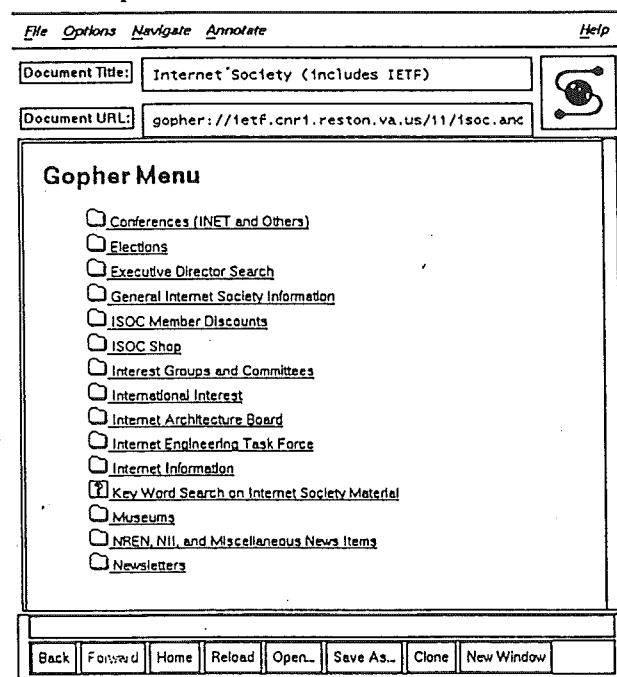 File Options Navigate Annotate Help
Document Title: Internet Society (includes IETF)
Document URL: gopher://ietf.cnri.reston.va.us/11/isoc.and
Gopher Menu
Conferences (INET and Others)
Elections
Executive Director Search
General Internet Society Information
ISOC Member Discounts
ISOC Shop
Interest Groups and Committees
International Interest
Internet Architecture Board
Internet Engineering Task Force
Internet Information
? Key Word Search on Internet Society Material
Museums
NREN, NII, and Miscellaneous News Items
Newsletters
Back Forward Home Reload Open... Save As... Clone New Window